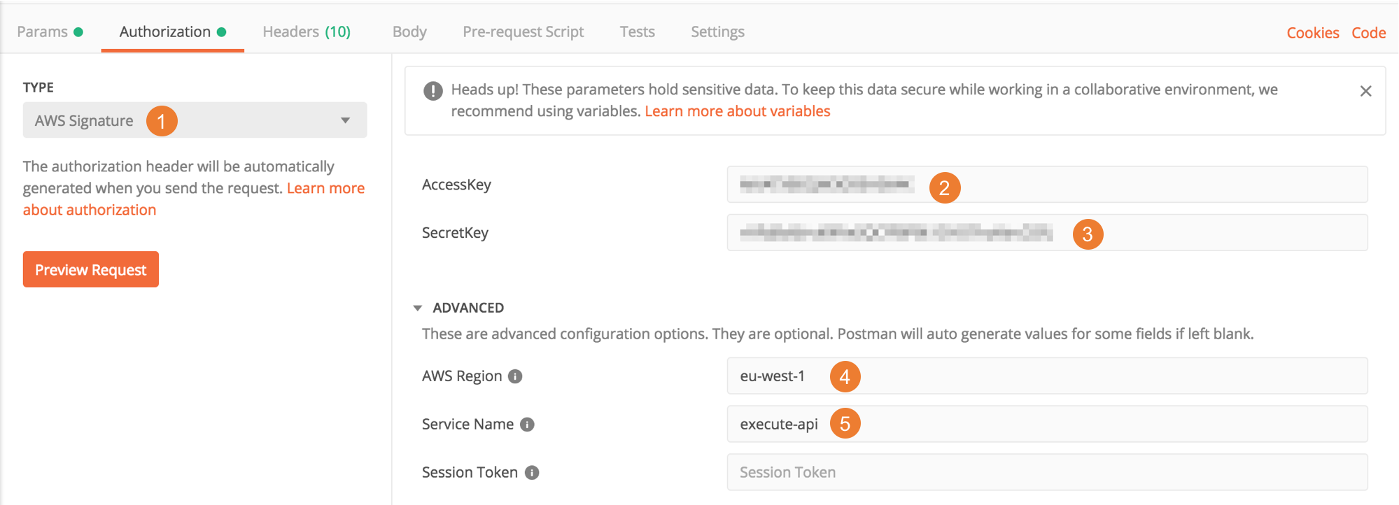 Params Authorization Headers (10) Body Pre-request Script Tests Settings Cookies Code
TYPE
AWS Signature 1
The authorization header will be automatically
generated when you send the request. Learn more
about authorization
Preview Request
! Heads up! These parameters hold sensitive data. To keep this data secure while working in a collaborative environment, we
recommend using variables. Learn more about variables
AccessKey 2
SecretKey 3
ADVANCED
These are advanced configuration options. They are optional. Postman will auto generate values for some fields if left blank.
AWS Region i eu-west-1 4
Service Name i execute-api 5
Session Token i Session Token